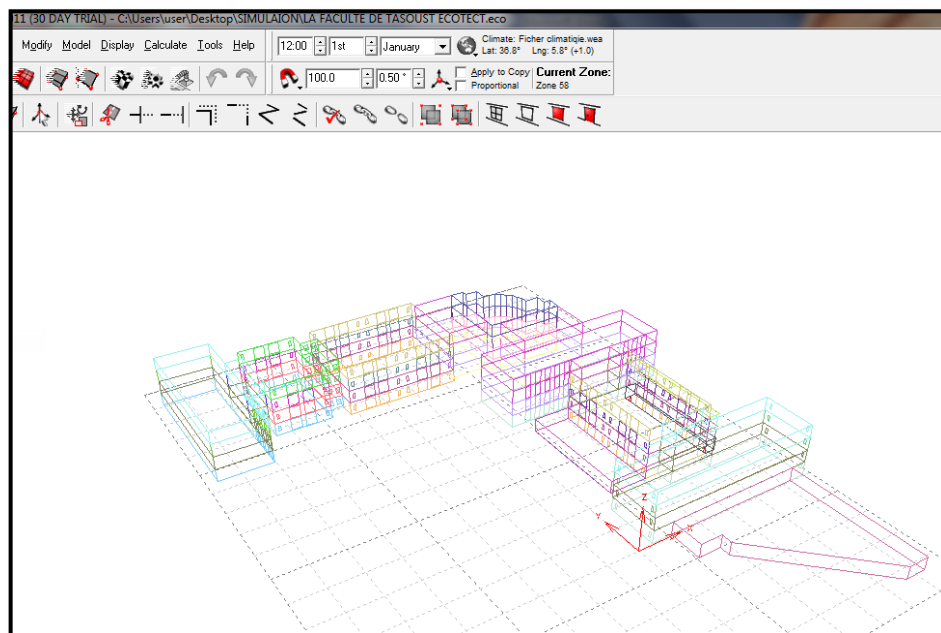 11 (30 DAY TRIAL) - C:\Users\user\Desktop\SIMULAION\LA FACULTE DE TASOUST ECOTECT.eco
Modify Model Display Calculate Tools Help
12:00 1st January
Climate: Ficher climatiqie.wea
Lat: 36.8° Lng: 5.8° (+1.0)
100.0 0.50 °
Apply to Copy
Proportional
Current Zone:
Zone 58
Z
Y
X